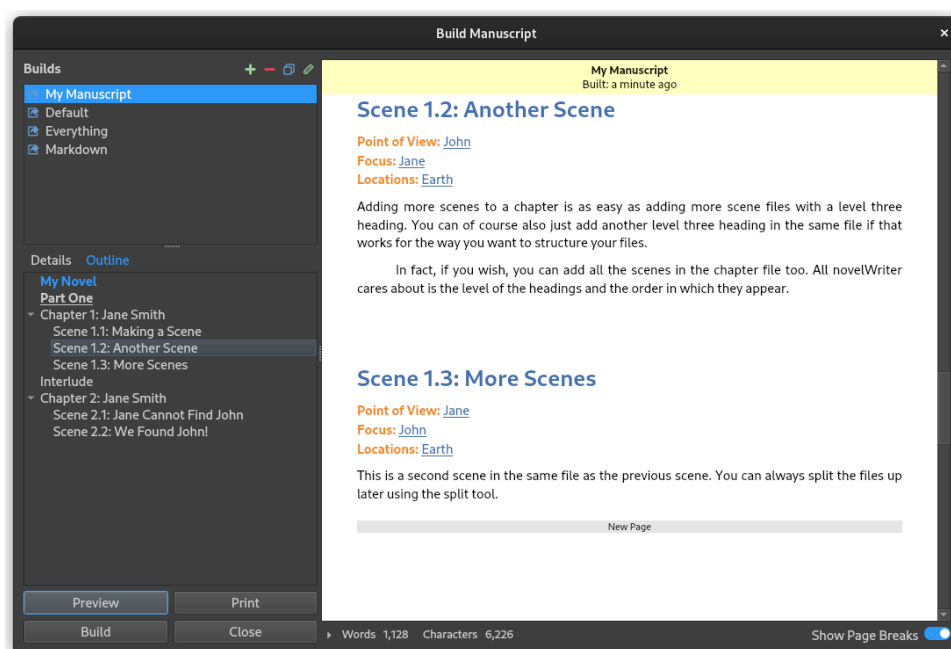 Build Manuscript
Builds
My Manuscript
Default
Everything
Markdown
Details Outline
My Novel
Part One
Chapter 1: Jane Smith
Scene 1.1: Making a Scene
Scene 1.2: Another Scene
Scene 1.3: More Scenes
Interlude
Chapter 2: Jane Smith
Scene 2.1: Jane Cannot Find John
Scene 2.2: We Found John!
Preview Print
Build Close
My Manuscript
Built: a minute ago
Scene 1.2: Another Scene
Point of View: John
Focus: Jane
Locations: Earth
Adding more scenes to a chapter is as easy as adding more scene files with a level three
heading. You can of course also just add another level three heading in the same file if that
works for the way you want to structure your files.
In fact, if you wish, you can add all the scenes in the chapter file too. All novelWriter
cares about is the level of the headings and the order in which they appear.
Scene 1.3: More Scenes
Point of View: Jane
Focus: John
Locations: Earth
This is a second scene in the same file as the previous scene. You can always split the files up
later using the split tool.
New Page
Words 1,128 Characters 6,226
Show Page Breaks